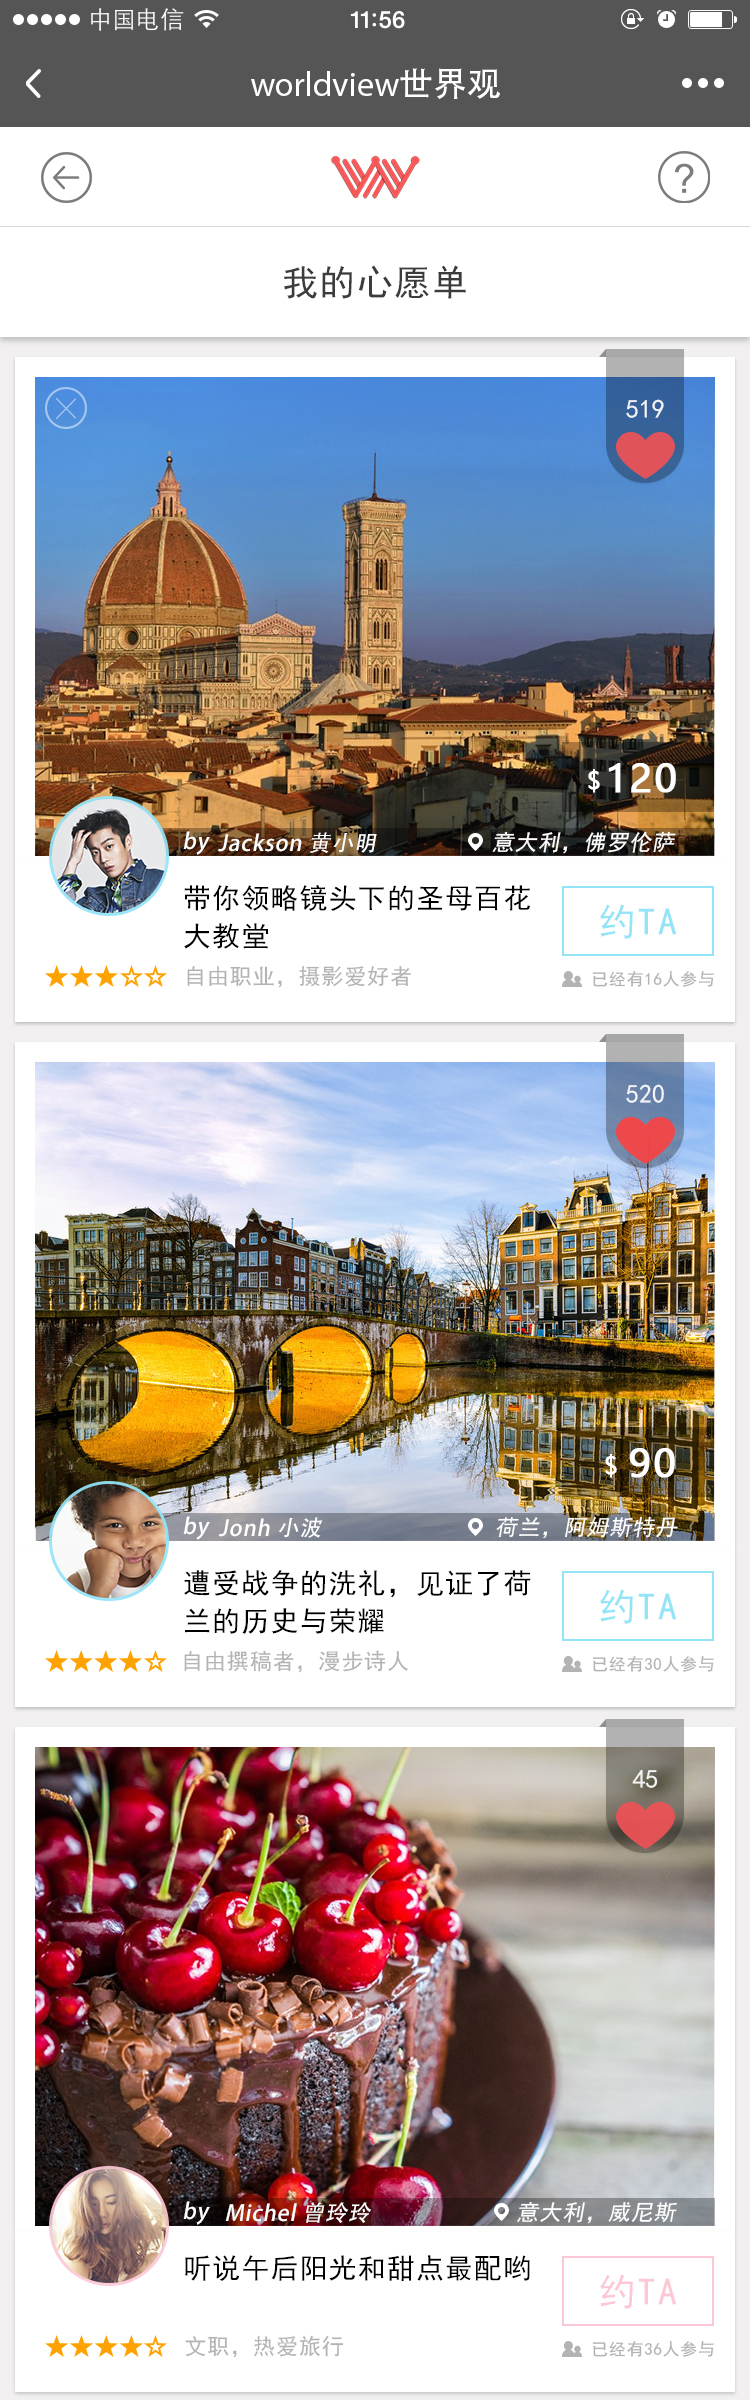 中国电信 11:56
worldview世界观
?
我的心愿单
519
$120
by Jackson 黄小明 意大利，佛罗伦萨
带你领略镜头下的圣母百花
大教堂
约TA
自由职业，摄影爱好者
已经有16人参与
520
$ 90
by Jonh 小波 荷兰，阿姆斯特丹
遭受战争的洗礼，见证了荷
兰的历史与荣耀
约TA
自由撰稿者，漫步诗人
已经有30人参与
45
by Michel 曾玲玲 意大利，威尼斯
听说午后阳光和甜点最配哟
约TA
文职，热爱旅行
已经有36人参与